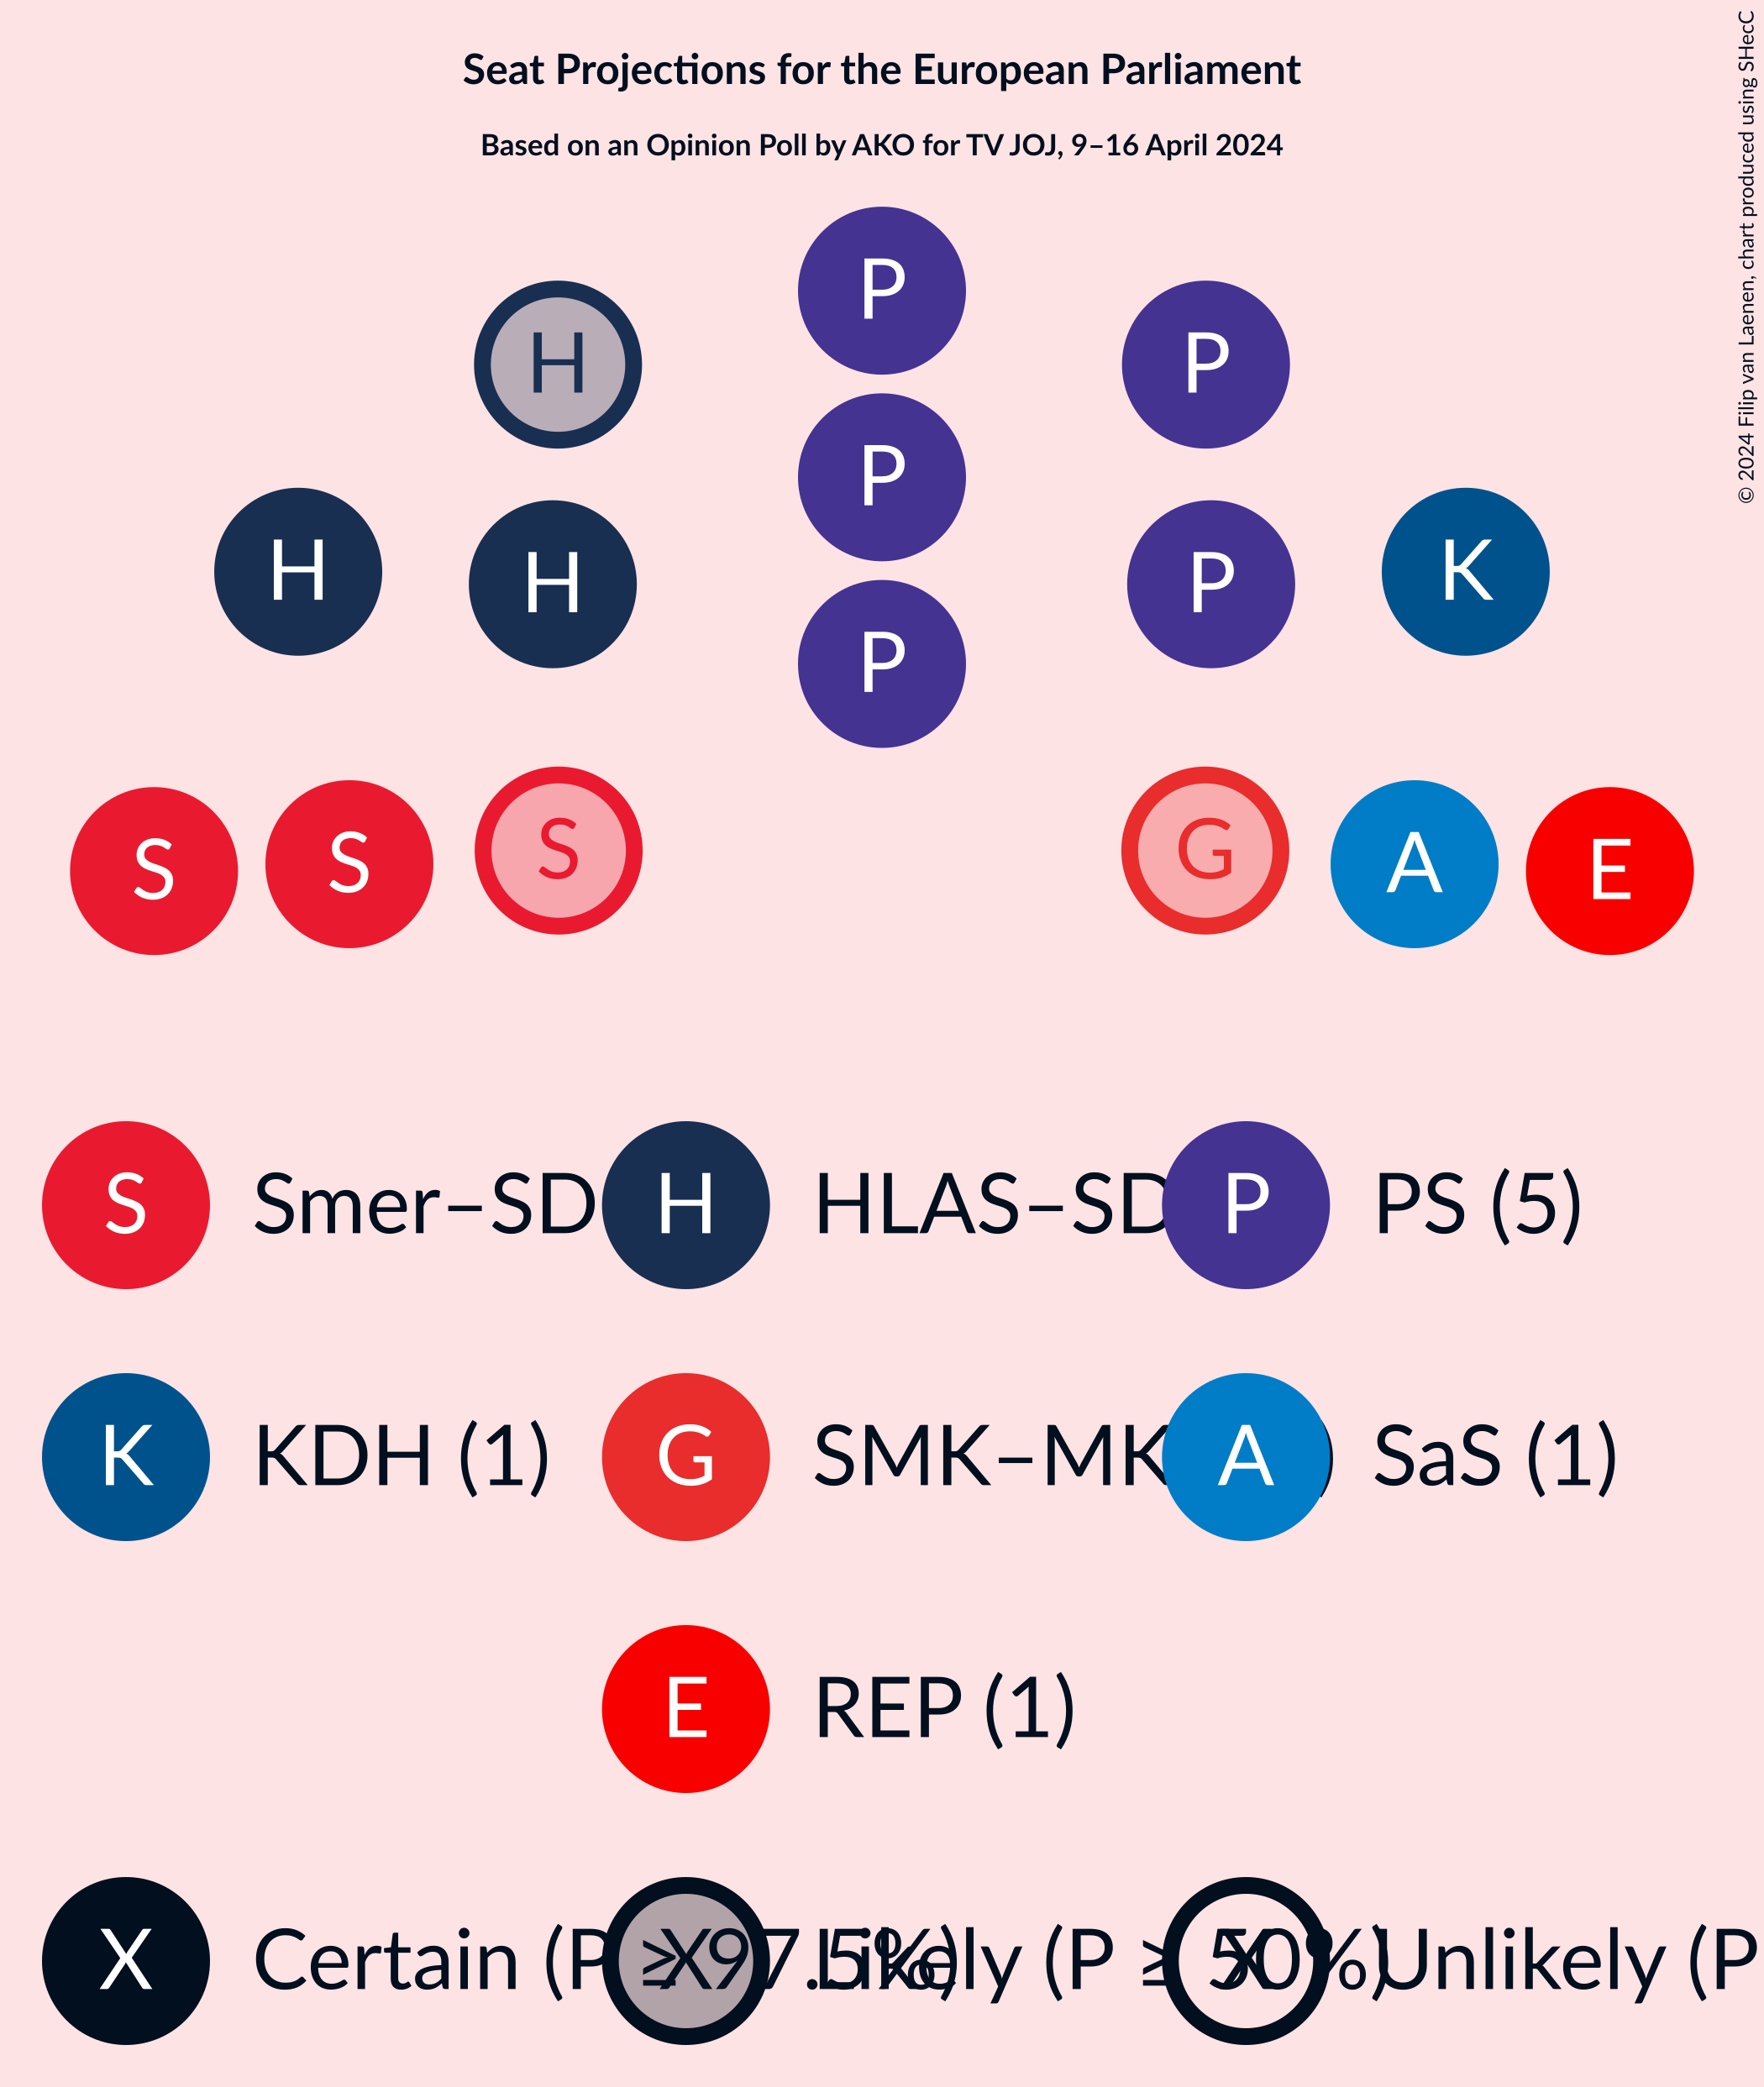 Seat Projections for the European Parliament
Based on an Opinion Poll by AKO for TV JOJ, 9–16 April 2024
© 2024 Filip van Laenen, chart produced using SHecC
P
H
P
P
H
H
P
K
P
S
S
S
G
A
E
S Smer–SD H HLAS–SD P PS (5)
K KDH (1) G SMK–MK A SaS (1)
E REP (1)
X Certain (P ≥ 97.5%) X Likely (P ≥ 50%) X Unlikely (P